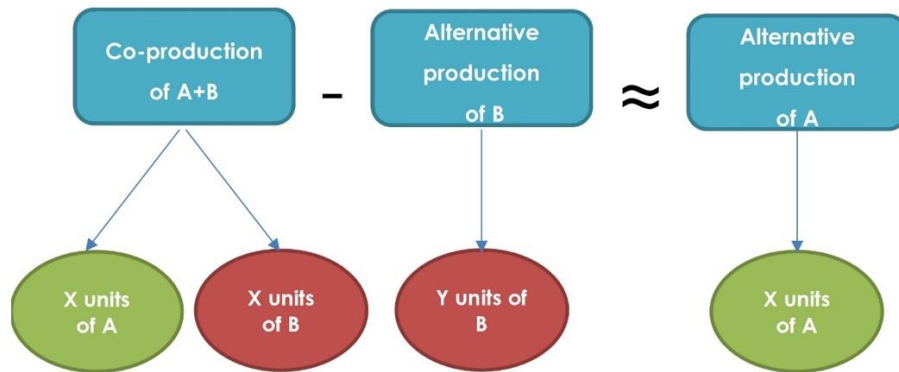 Co-production
of A+B
–
Alternative
production
of B
≈
Alternative
production
of A
X units
of A
X units
of B
Y units of
B
X units
of A